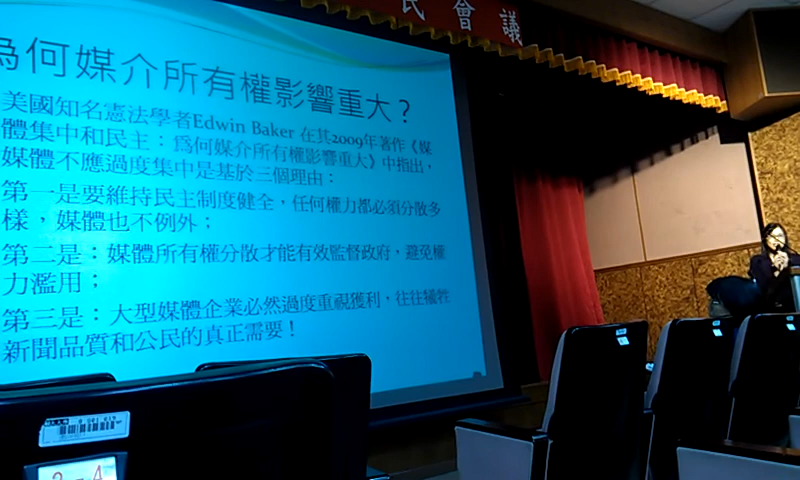 民會議
為何媒介所有權影響重大？
美國知名憲法學者Edwin Baker 在其2009年著作《媒
體集中和民主：為何媒介所有權影響重大》中指出，
媒體不應過度集中是基於三個理由：
第一是要維持民主制度健全，任何權力都必須分散多
樣，媒體也不例外；
第二是：媒體所有權分散才能有效監督政府，避免權
力濫用；
第三是：大型媒體企業必然過度重視獲利，往往犧牲
新聞品質和公民的真正需要！